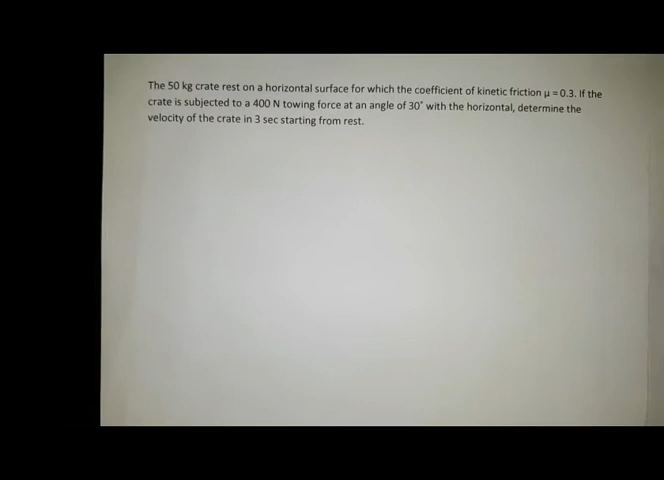 The 50 kg crate rest on a horizontal surface for which the coefficient of kinetic friction μ = 0.3. If the
crate is subjected to a 400 N towing force at an angle of 30˚ with the horizontal, determine the
velocity of the crate in 3 sec starting from rest.